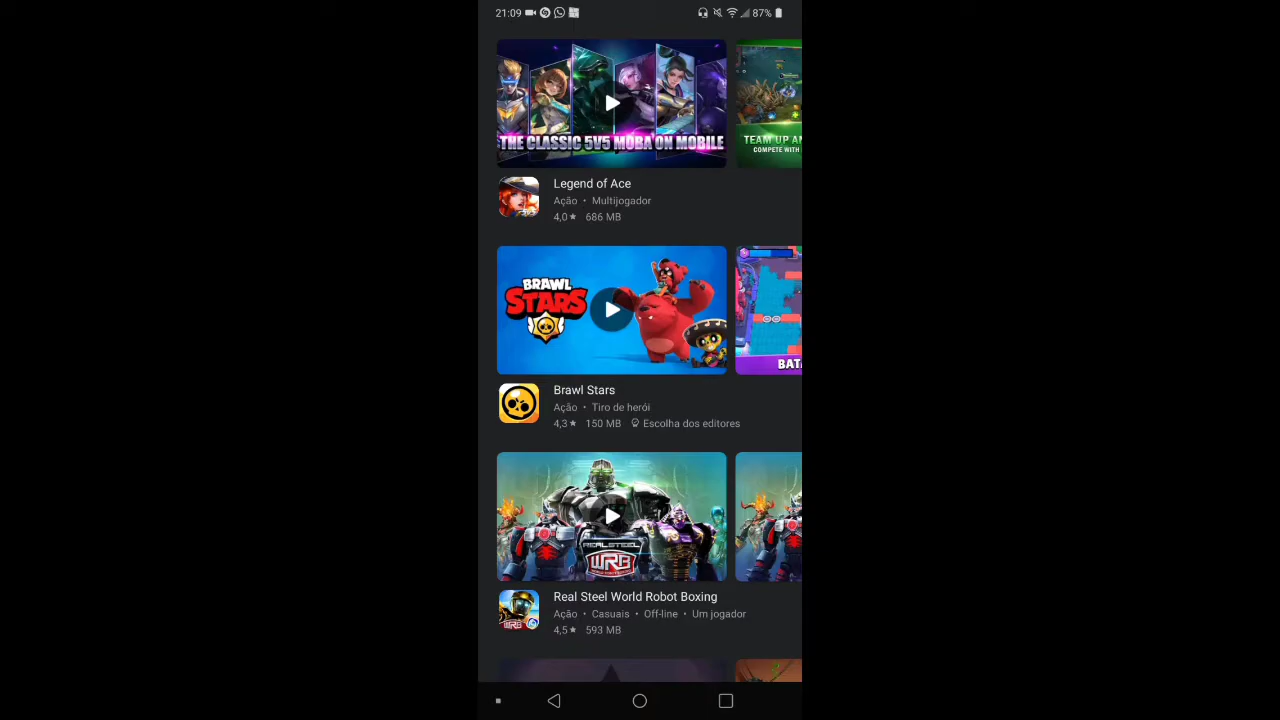 21:09 87%
THE CLASSIC 5V5 MOBA ON MOBILE
TEAM UP AN
COMPETE WITH
Legend of Ace
Ação • Multijogador
4,0★ 686 MB
BRAWL
STARS
BATA
Brawl Stars
Ação • Tiro de herói
4,3★ 150 MB Escolha dos editores
REAL STEEL
WRB
Real Steel World Robot Boxing
WRB
Ação • Casuais • Off-line • Um jogador
4,5★ 593 MB